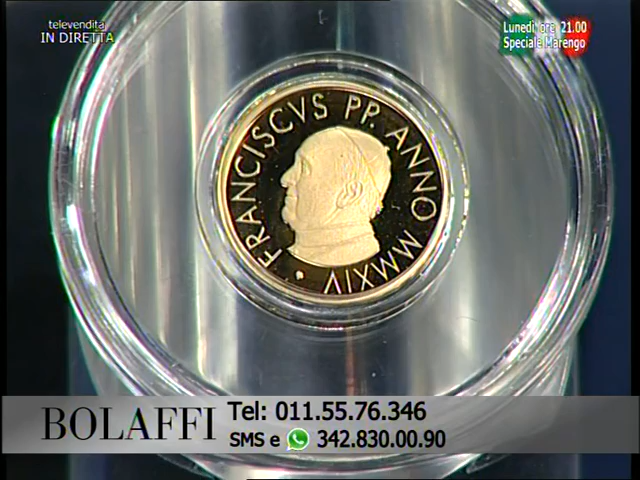 televendita
IN DIRETTA
Lunedì ore 21.00
Speciale Marengo
FRANCISCVS PP. ANNO MMXIV
BOLAFFI
Tel: 011.55.76.346
SMS e 342.830.00.90